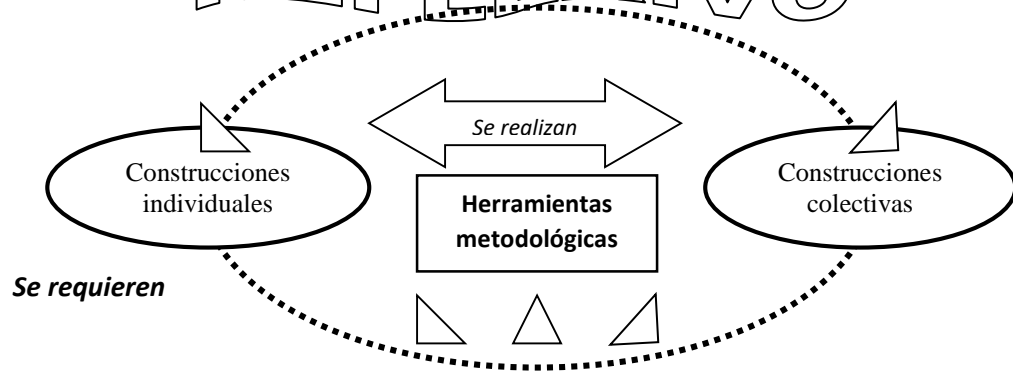 Se realizan
Construcciones
individuales
Construcciones
colectivas
Herramientas
metodológicas
Se requieren